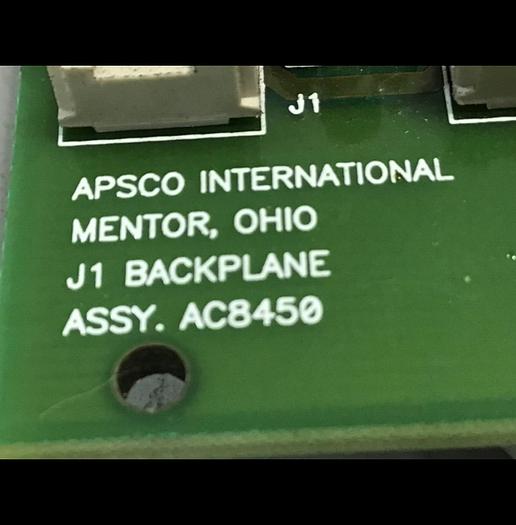 J1
APSCO INTERNATIONAL
MENTOR, OHIO
J1 BACKPLANE
ASSY. AC8450